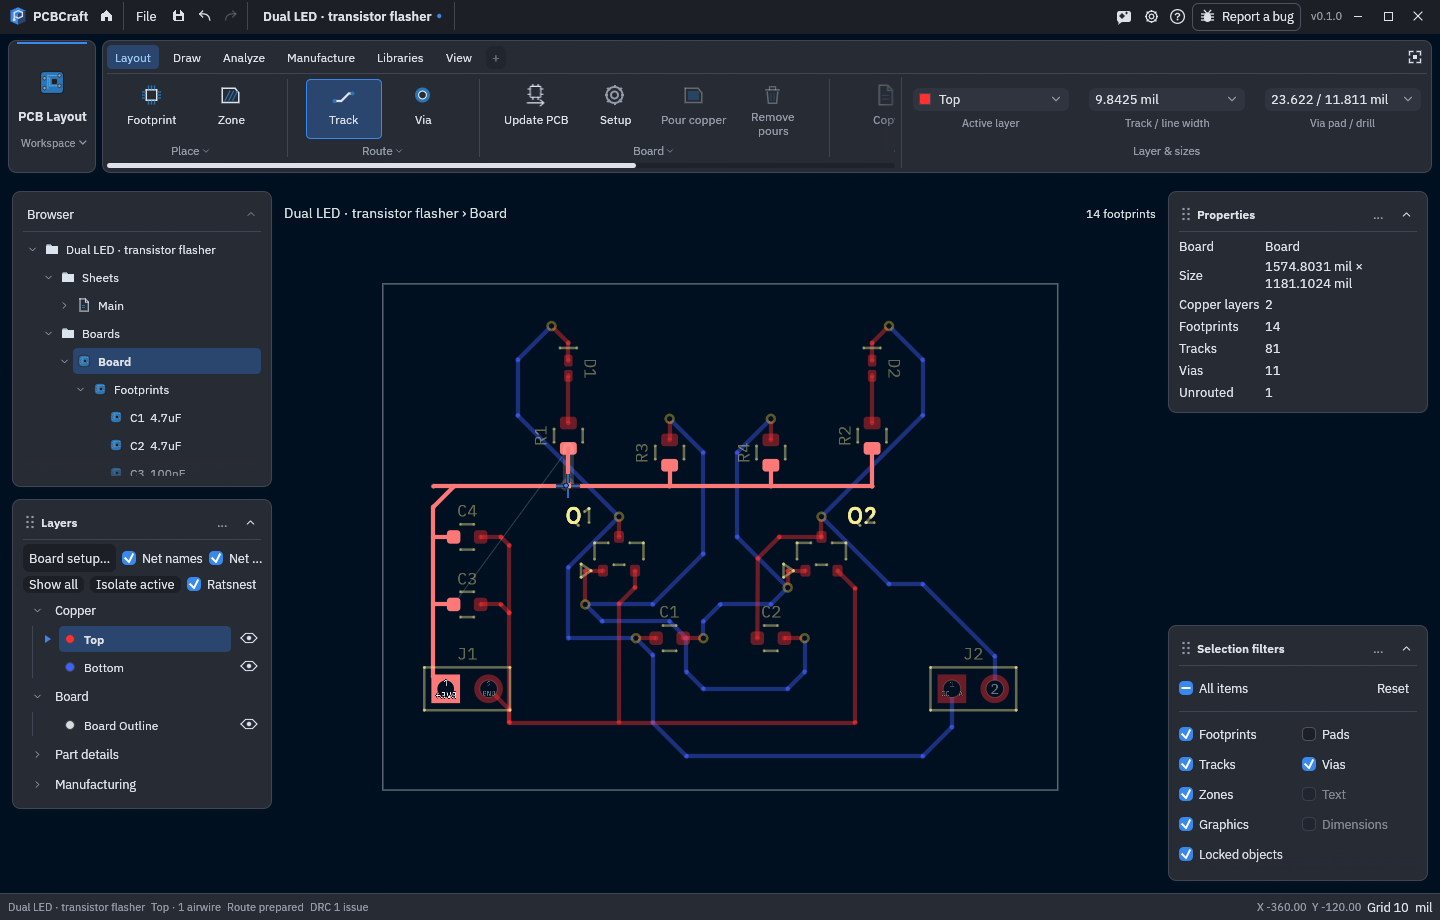 PCBCraft File Dual LED · transistor flasher • Report a bug v0.1.0
PCB Layout
Workspace
Layout Draw Analyze Manufacture Libraries View +
Footprint Zone Track Via Update PCB Setup Pour copper Remove pours
Place Route Board
Top 9.8425 mil 23.622 / 11.811 mil
Active layer Track / line width Via pad / drill
Layer & sizes
Browser
Dual LED · transistor flasher
Sheets
Main
Boards
Board
Footprints
C1 4.7uF
C2 4.7uF
C3 100nF
Layers ...
Board setup... Net names Net ...
Show all Isolate active Ratsnest
Copper
Top
Bottom
Board
Board Outline
Part details
Manufacturing
Dual LED · transistor flasher › Board 14 footprints
D1 D2
R1 R3 R4 R2
C4 Q1 Q2
C3 C1 C2
J1 J2
1 2
Properties ...
Board Board
Size 1574.8031 mil ×
1181.1024 mil
Copper layers 2
Footprints 14
Tracks 81
Vias 11
Unrouted 1
Selection filters ...
All items Reset
Footprints Pads
Tracks Vias
Zones Text
Graphics Dimensions
Locked objects
Dual LED · transistor flasher Top · 1 airwire Route prepared DRC 1 issue X -360.00 Y -120.00 Grid 10 mil